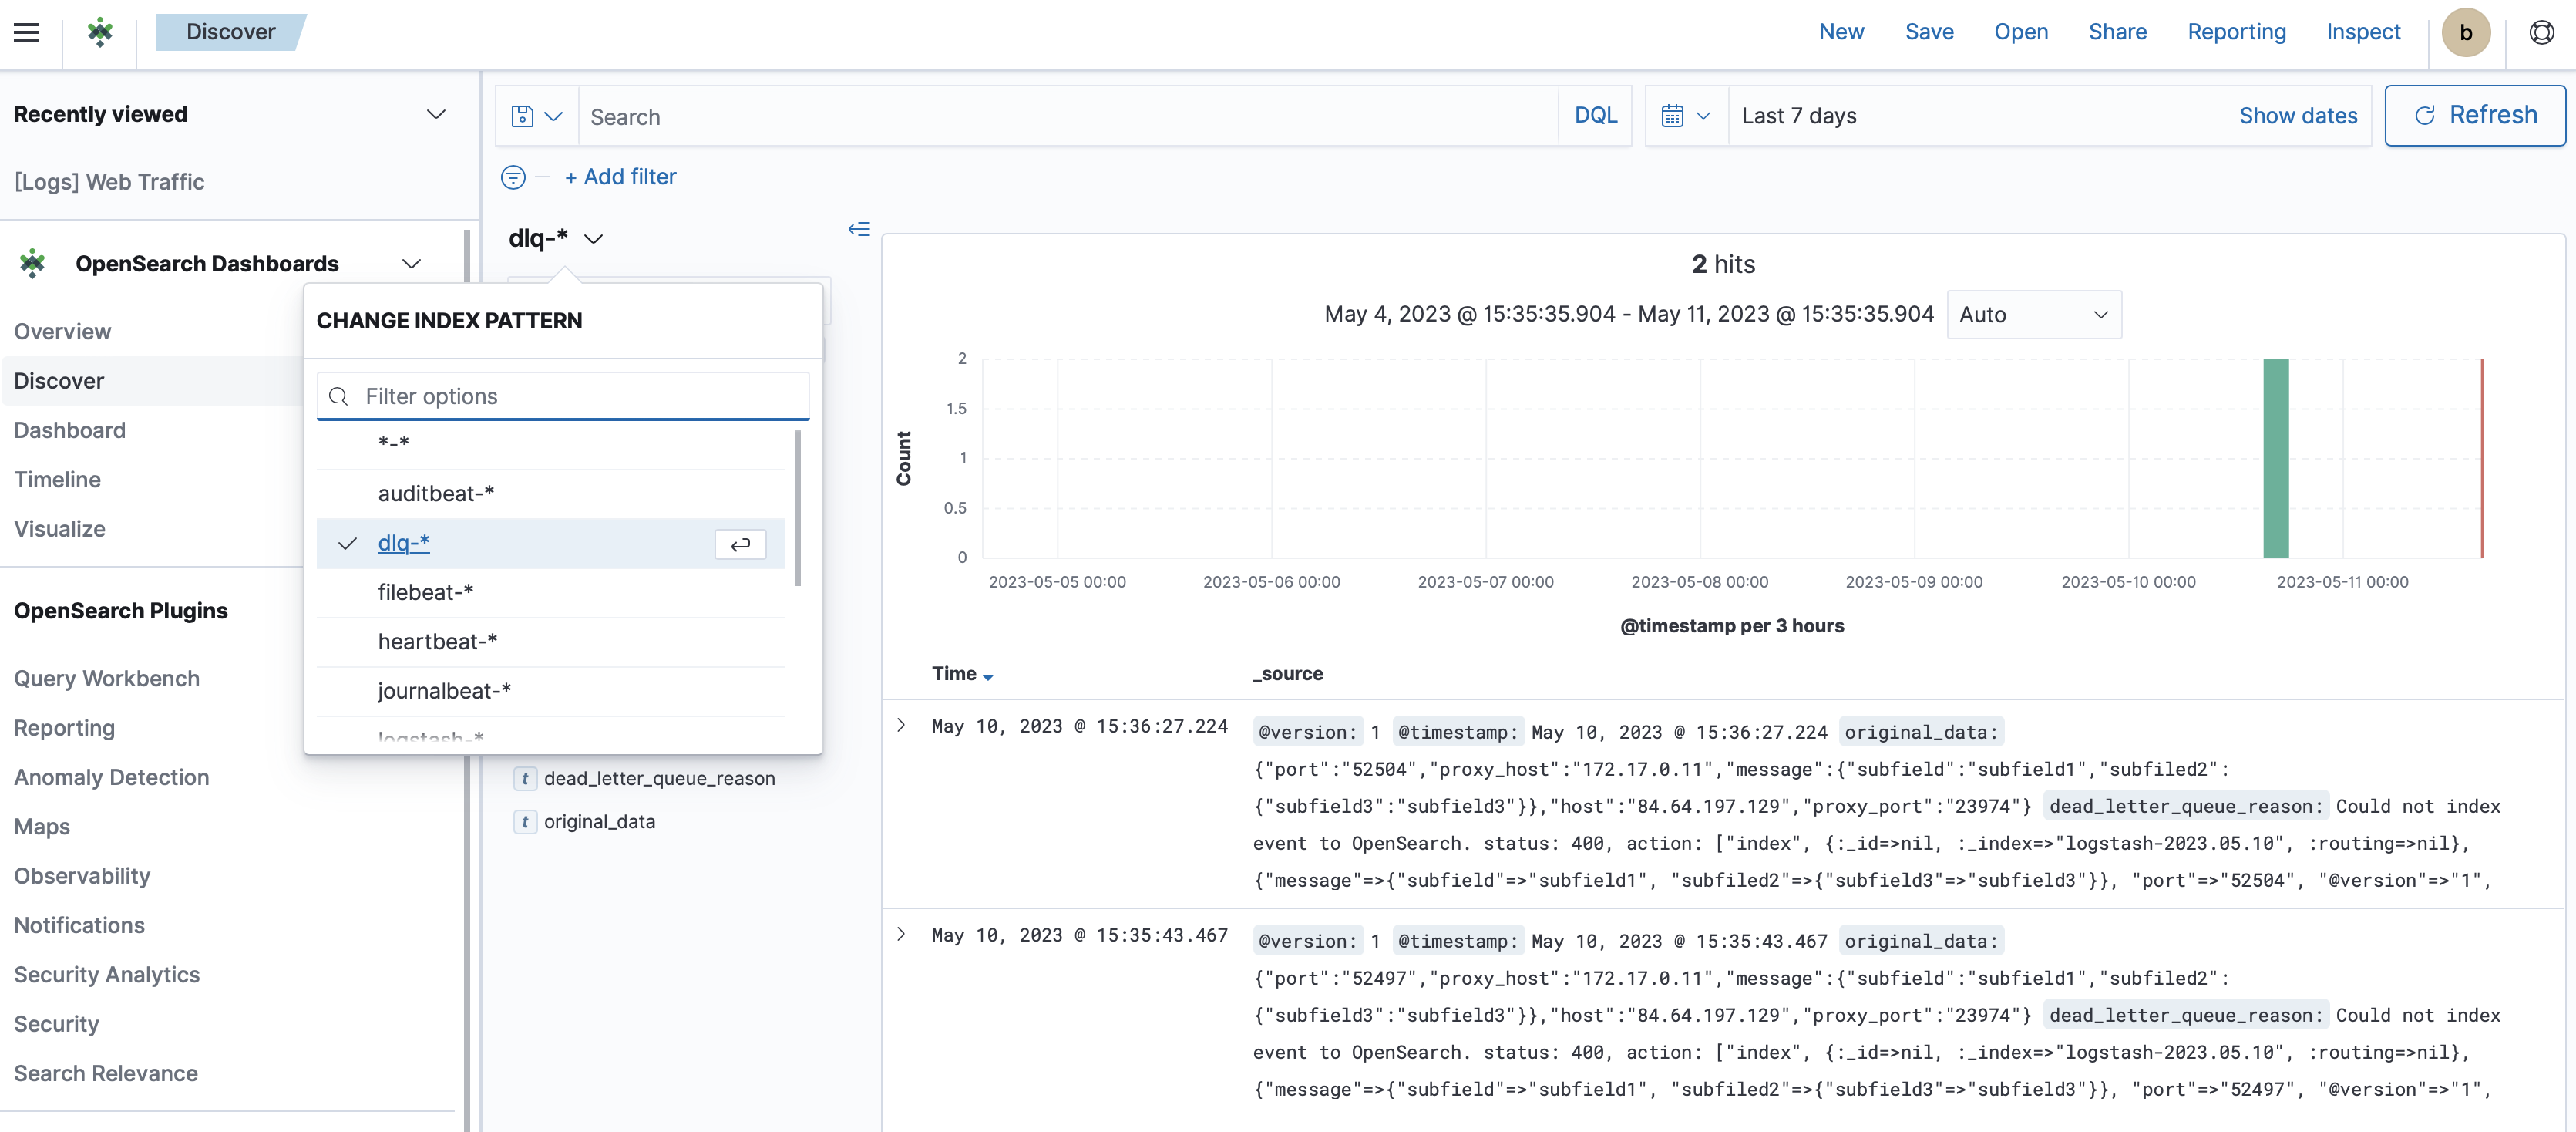 Discover
New Save Open Share Reporting Inspect b
Recently viewed
[Logs] Web Traffic
OpenSearch Dashboards
Overview
Discover
Dashboard
Timeline
Visualize
OpenSearch Plugins
Query Workbench
Reporting
Anomaly Detection
Maps
Observability
Notifications
Security Analytics
Security
Search Relevance
Search DQL
Last 7 days Show dates
Refresh
+ Add filter
dlq-*
CHANGE INDEX PATTERN
Filter options
*-*
auditbeat-*
dlq-*
filebeat-*
heartbeat-*
journalbeat-*
logstash-*
t dead_letter_queue_reason
t original_data
2 hits
May 4, 2023 @ 15:35:35.904 - May 11, 2023 @ 15:35:35.904 Auto
Count
2
1.5
1
0.5
0
2023-05-05 00:00 2023-05-06 00:00 2023-05-07 00:00 2023-05-08 00:00 2023-05-09 00:00 2023-05-10 00:00 2023-05-11 00:00
@timestamp per 3 hours
Time _source
May 10, 2023 @ 15:36:27.224 @version: 1 @timestamp: May 10, 2023 @ 15:36:27.224 original_data:
{"port":"52504","proxy_host":"172.17.0.11","message":{"subfield":"subfield1","subfiled2":
{"subfield3":"subfield3"}},"host":"84.64.197.129","proxy_port":"23974"} dead_letter_queue_reason: Could not index
event to OpenSearch. status: 400, action: ["index", {:_id=>nil, :_index=>"logstash-2023.05.10", :routing=>nil},
{"message"=>{"subfield"=>"subfield1", "subfiled2"=>{"subfield3"=>"subfield3"}}, "port"=>"52504", "@version"=>"1",
May 10, 2023 @ 15:35:43.467 @version: 1 @timestamp: May 10, 2023 @ 15:35:43.467 original_data:
{"port":"52497","proxy_host":"172.17.0.11","message":{"subfield":"subfield1","subfiled2":
{"subfield3":"subfield3"}},"host":"84.64.197.129","proxy_port":"23974"} dead_letter_queue_reason: Could not index
event to OpenSearch. status: 400, action: ["index", {:_id=>nil, :_index=>"logstash-2023.05.10", :routing=>nil},
{"message"=>{"subfield"=>"subfield1", "subfiled2"=>{"subfield3"=>"subfield3"}}, "port"=>"52497", "@version"=>"1",